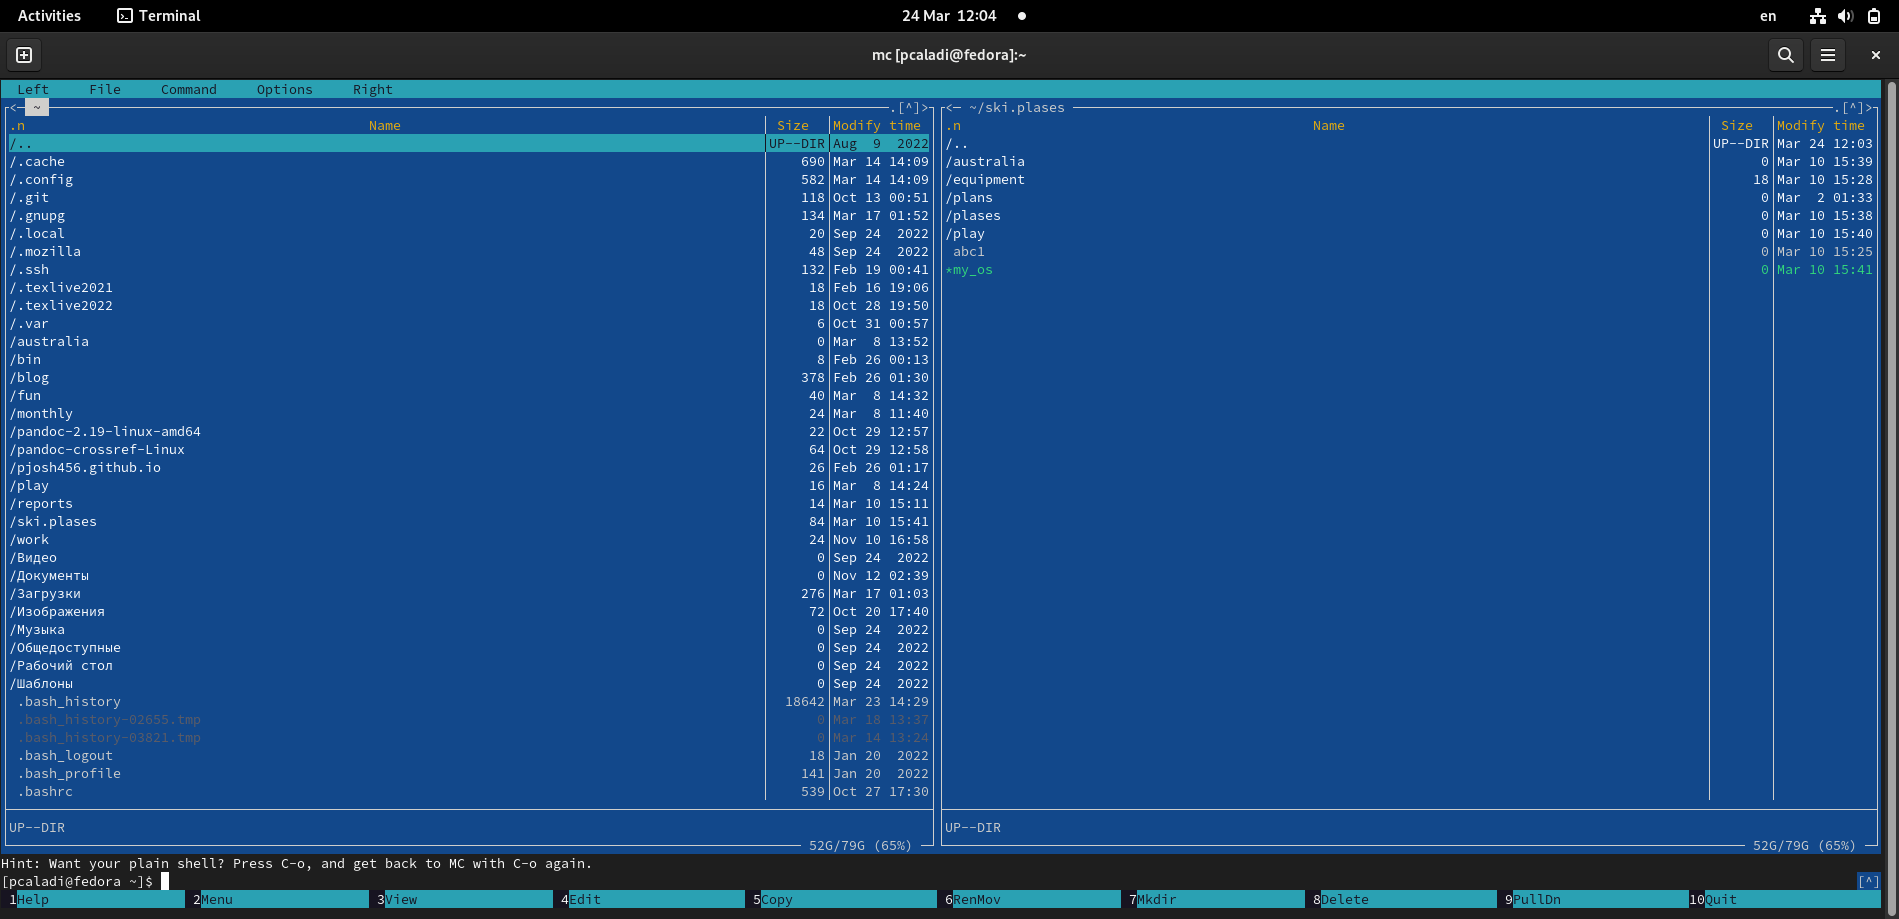 Activities Terminal 24 Mar 12:04 en
mc [pcaladi@fedora]:~
Left File Command Options Right
<─ ~ .[^]>
.n Name Size Modify time
/.. UP--DIR Aug 9 2022
/.cache 690 Mar 14 14:09
/.config 582 Mar 14 14:09
/.git 118 Oct 13 00:51
/.gnupg 134 Mar 17 01:52
/.local 20 Sep 24 2022
/.mozilla 48 Sep 24 2022
/.ssh 132 Feb 19 00:41
/.texlive2021 18 Feb 16 19:06
/.texlive2022 18 Oct 28 19:50
/.var 6 Oct 31 00:57
/australia 0 Mar 8 13:52
/bin 8 Feb 26 00:13
/blog 378 Feb 26 01:30
/fun 40 Mar 8 14:32
/monthly 24 Mar 8 11:40
/pandoc-2.19-linux-amd64 22 Oct 29 12:57
/pandoc-crossref-Linux 64 Oct 29 12:58
/pjosh456.github.io 26 Feb 26 01:17
/play 16 Mar 8 14:24
/reports 14 Mar 10 15:11
/ski.plases 84 Mar 10 15:41
/work 24 Nov 10 16:58
/Видео 0 Sep 24 2022
/Документы 0 Nov 12 02:39
/Загрузки 276 Mar 17 01:03
/Изображения 72 Oct 20 17:40
/Музыка 0 Sep 24 2022
/Общедоступные 0 Sep 24 2022
/Рабочий стол 0 Sep 24 2022
/Шаблоны 0 Sep 24 2022
.bash_history 18642 Mar 23 14:29
.bash_history-02655.tmp 0 Mar 18 13:37
.bash_history-03821.tmp 0 Mar 14 13:24
.bash_logout 18 Jan 20 2022
.bash_profile 141 Jan 20 2022
.bashrc 539 Oct 27 17:30
UP--DIR
52G/79G (65%)
<─ ~/ski.plases .[^]>
.n Name Size Modify time
/.. UP--DIR Mar 24 12:03
/australia 0 Mar 10 15:39
/equipment 18 Mar 10 15:28
/plans 0 Mar 2 01:33
/plases 0 Mar 10 15:38
/play 0 Mar 10 15:40
abc1 0 Mar 10 15:25
*my_os 0 Mar 10 15:41
UP--DIR
52G/79G (65%)
Hint: Want your plain shell? Press C-o, and get back to MC with C-o again.
[pcaladi@fedora ~]$ [^]
1Help 2Menu 3View 4Edit 5Copy 6RenMov 7Mkdir 8Delete 9PullDn 10Quit